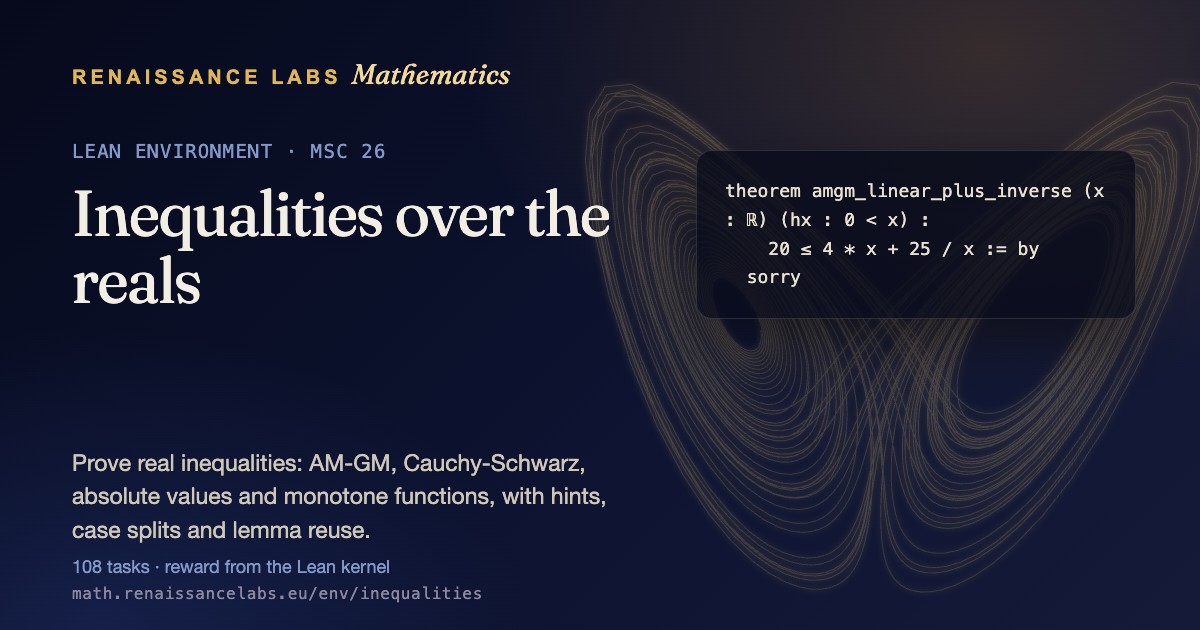 RENAISSANCE LABS Mathematics
LEAN ENVIRONMENT · MSC 26
Inequalities over the
reals
theorem amgm_linear_plus_inverse (x
: ℝ) (hx : 0 < x) :
    20 ≤ 4 * x + 25 / x := by
  sorry
Prove real inequalities: AM-GM, Cauchy-Schwarz,
absolute values and monotone functions, with hints,
case splits and lemma reuse.
108 tasks · reward from the Lean kernel
math.renaissancelabs.eu/env/inequalities